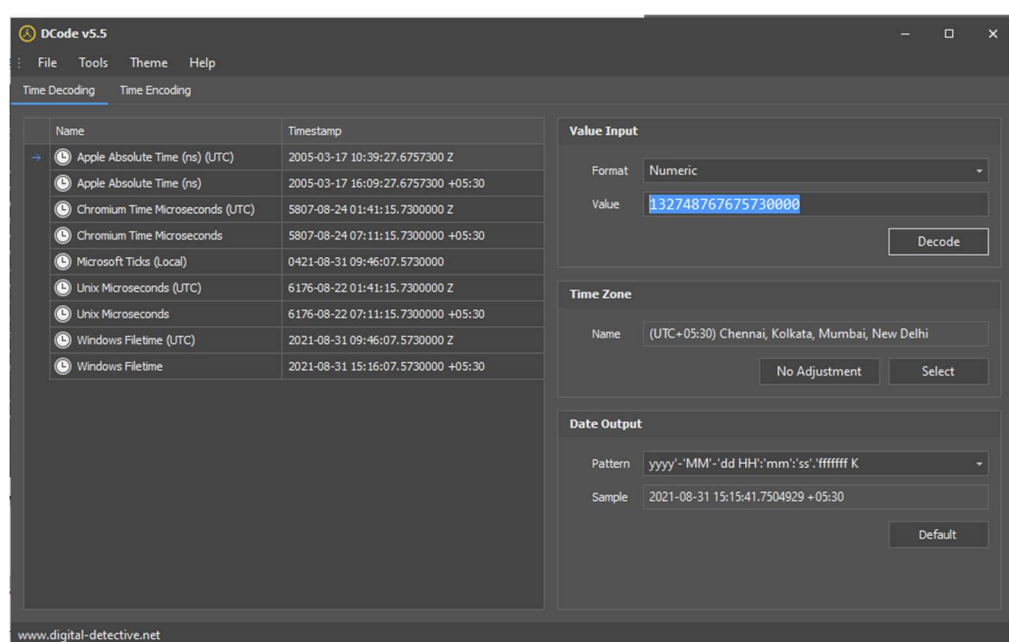 DCode v5.5
File Tools Theme Help
Time Decoding Time Encoding
Name Timestamp
Apple Absolute Time (ns) (UTC) 2005-03-17 10:39:27.6757300 Z
Apple Absolute Time (ns) 2005-03-17 16:09:27.6757300 +05:30
Chromium Time Microseconds (UTC) 5807-08-24 01:41:15.7300000 Z
Chromium Time Microseconds 5807-08-24 07:11:15.7300000 +05:30
Microsoft Ticks (Local) 0421-08-31 09:46:07.5730000
Unix Microseconds (UTC) 6176-08-22 01:41:15.7300000 Z
Unix Microseconds 6176-08-22 07:11:15.7300000 +05:30
Windows Filetime (UTC) 2021-08-31 09:46:07.5730000 Z
Windows Filetime 2021-08-31 15:16:07.5730000 +05:30
Value Input
Format Numeric
Value 132748767675730000
Decode
Time Zone
Name (UTC+05:30) Chennai, Kolkata, Mumbai, New Delhi
No Adjustment Select
Date Output
Pattern yyyy'-'MM'-'dd HH':'mm':'ss'.'fffffff K
Sample 2021-08-31 15:15:41.7504929 +05:30
Default
www.digital-detective.net